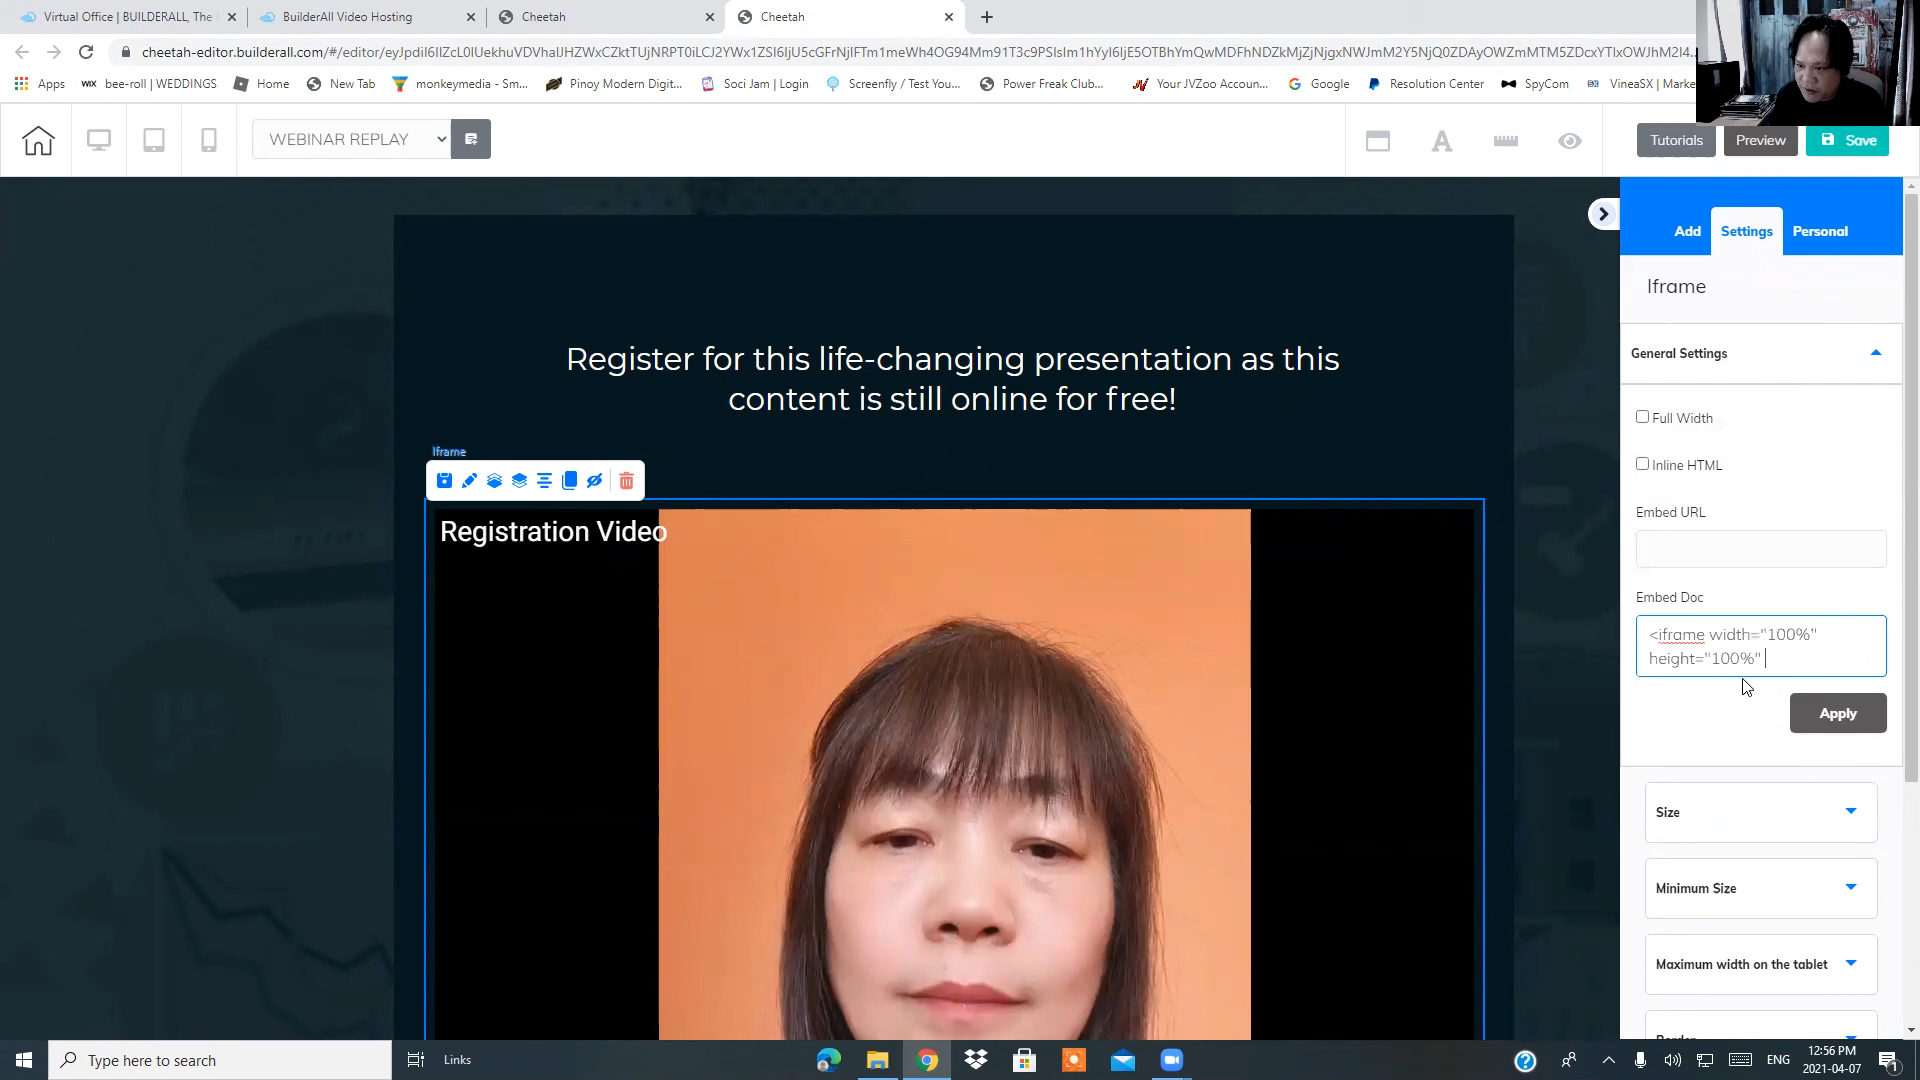 Virtual Office | BUILDERALL, The
BuilderAll Video Hosting
Cheetah
Cheetah
Apps
WIX
bee-roll | WEDDINGS
Home
New Tab
monkeymedia - Sm...
Pinoy Modern Digit...
Soci Jam | Login
Screenfly / Test You...
Power Freak Club...
Your JVZoo Accoun...
Google
Resolution Center
SpyCom
VineaSX | Marke
WEBINAR REPLAY
Tutorials
Preview
Save
Add
Settings
Personal
Iframe
General Settings
Full Width
Inline HTML
Embed URL
Embed Doc
<iframe width="100%"
height="100%"
Apply
Size
Minimum Size
Maximum width on the tablet
Register for this life-changing presentation as this
content is still online for free!
Iframe
Registration Video
Type here to search
Links
ENG
12:56 PM
2021-04-07